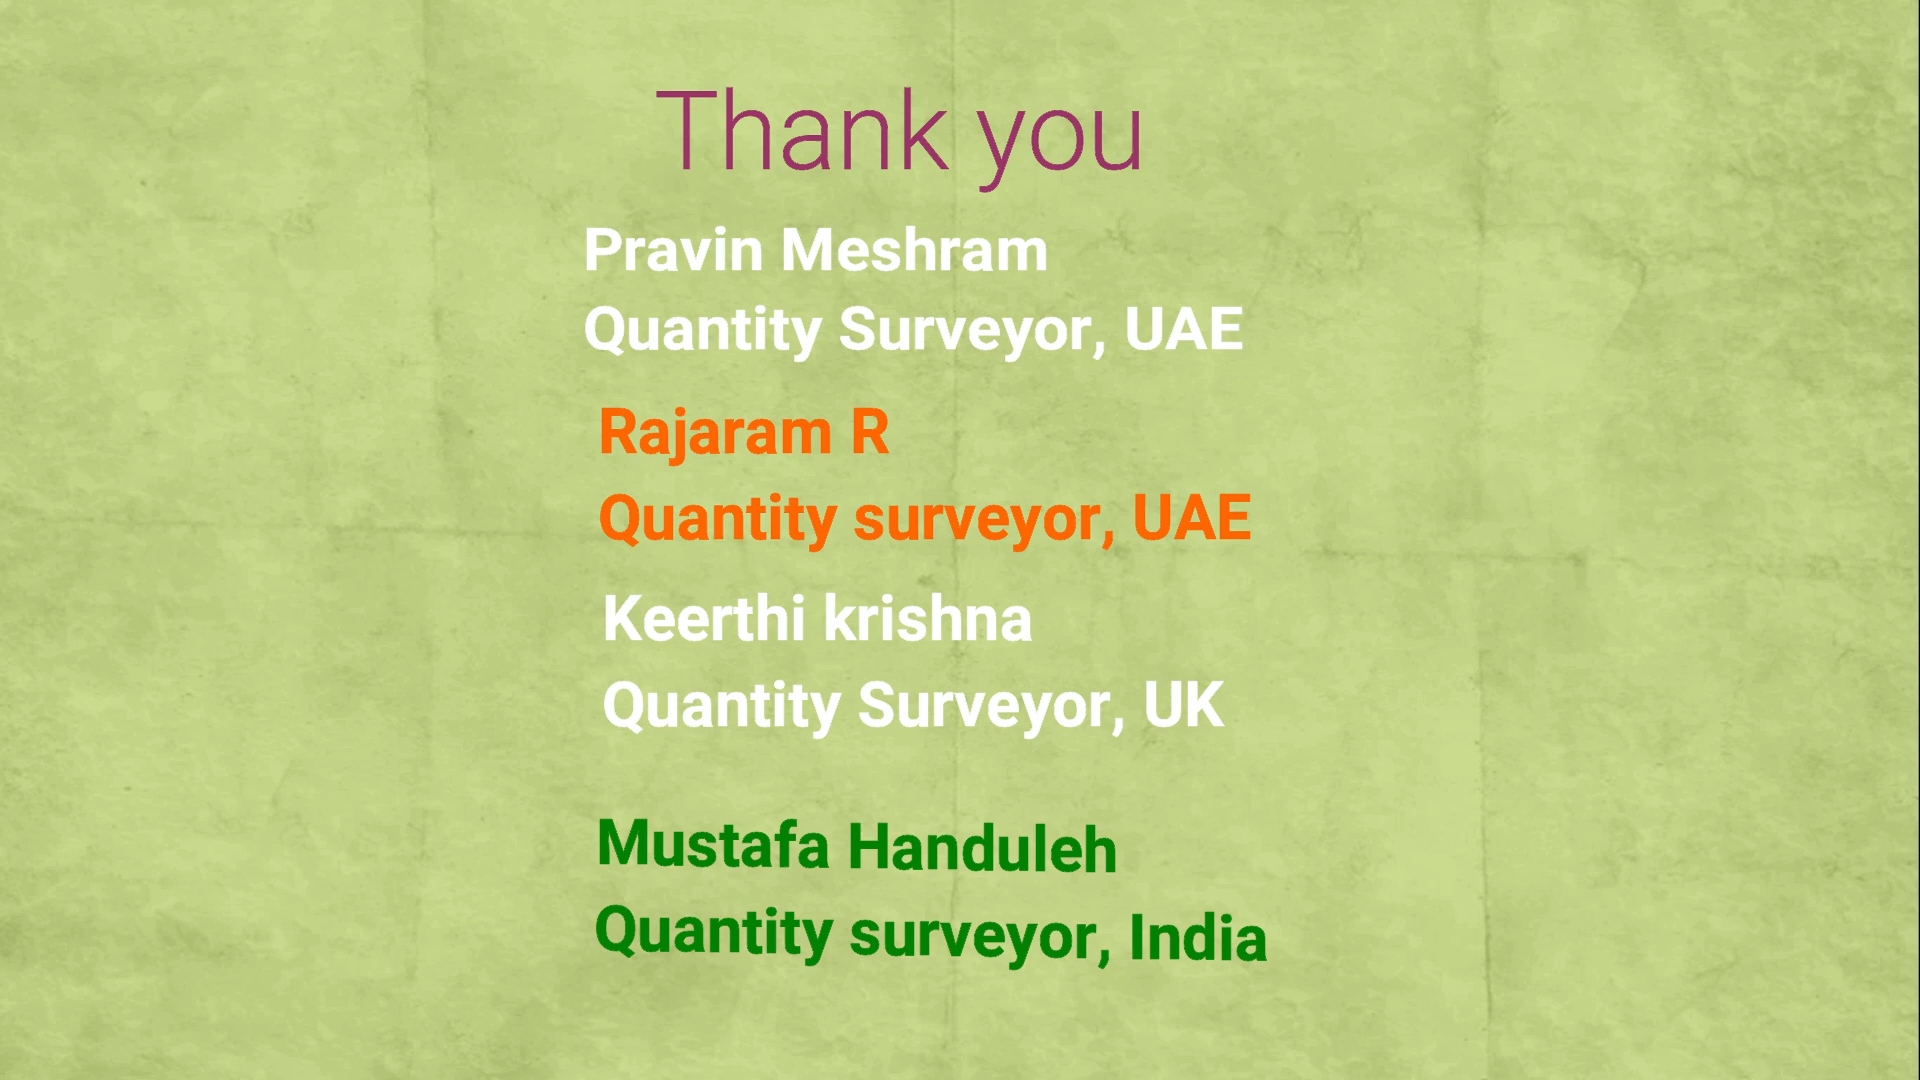 Thank you
Pravin Meshram
Quantity Surveyor, UAE
Rajaram R
Quantity surveyor, UAE
Keerthi krishna
Quantity Surveyor, UK
Mustafa Handuleh
Quantity surveyor, India